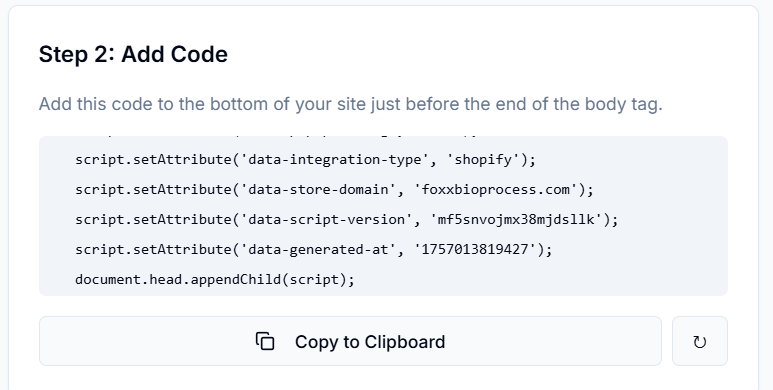 Step 2: Add Code
Add this code to the bottom of your site just before the end of the body tag.
script.setAttribute('data-integration-type', 'shopify');
script.setAttribute('data-store-domain', 'foxxbioprocess.com');
script.setAttribute('data-script-version', 'mf5snvojmx38mjdsllk');
script.setAttribute('data-generated-at', '1757013819427');
document.head.appendChild(script);
Copy to Clipboard